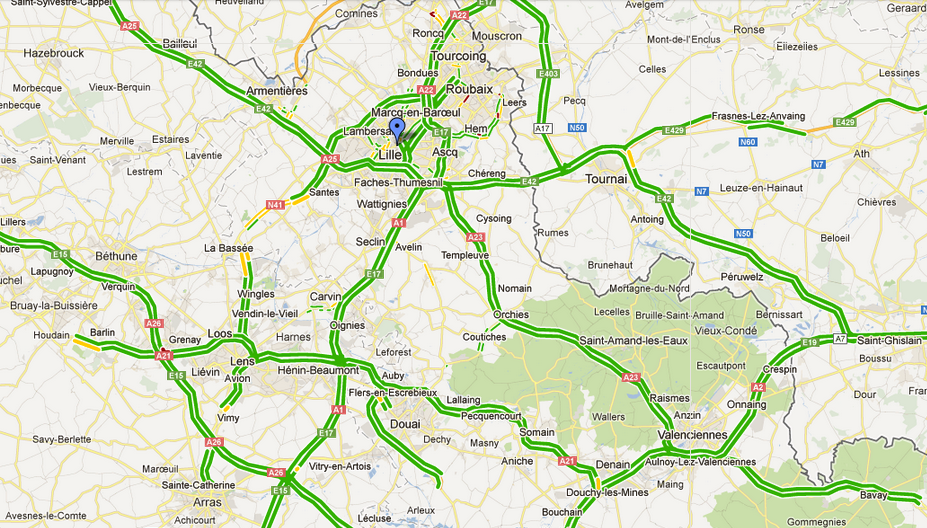 Saint-Sylvestre-Cappel
Heuvelland
E17
Avelgem
Geraard
A25
Comines
A22
Roncq
Mouscron
Ronse
Mont-de-l'Enclus
Eliezelles
Bailleul
Hazebrouck
Tourcoing
E42
Bondues
E403
Celles
Lessines
Morbecque
Vieux-Berquin
Armentières
A22
Roubaix
enbecque
E42
Leers
Pecq
Marcq-en-Barœul
Frasnes-Lez-Anvaing
E429
Lambersa
E17
Hem
A17
N50
E429
Merville
Estaires
N60
Saint-Venant
Laventie
A25
Lille
Ascq
Ath
Lestrem
Chéreng
N7
Faches-Thumesnil
E42
Tournai
Santes
N7
Leuze-en-Hainaut
N41
Wattignies
E42
Chièvres
Lillers
A1
Cysoing
Antoing
Rumes
N50
Beloeil
bure
E15
La Bassée
Seclin
Avelin
A23
Béthune
Templeuve
Lapugnoy
E17
Brunehaut
Péruwelz
Verquin
Wingles
Carvin
Nomain
Mortagne-du-Nord
Bruay-la-Buissière
Vendin-le-Vieil
Orchies
Lecelles
Bruille-Saint-Amand
Bernissart
A26
Oignies
Vieux-Condé
Houdain
Barlin
Loos
Harnes
Coutiches
Saint-Amand-les-Eaux
E19
A7
Saint-Ghislain
Grenay
A21
Leforest
Boussu
Lens
Escautpont
Crespin
Liévin
Hénin-Beaumont
Auby
A23
E15
Avion
A2
Flers-en-Escrebieux
Lallaing
Raismes
Onnaing
Dour
Vimy
A1
Pecquencourt
Wallers
Anzin
Douai
E17
Somain
Valenciennes
Savy-Berlette
A26
Dechy
Masny
Aniche
A21
Denain
Aulnoy-Lez-Valenciennes
Marœuil
A26
Vitry-en-Artois
Sainte-Catherine
E15
Maing
Douchy-les-Mines
Bavay
Arras
Arleux
Bouchain
Avesnes-le-Comte
Achicourt
Lécluse
Gommegnies